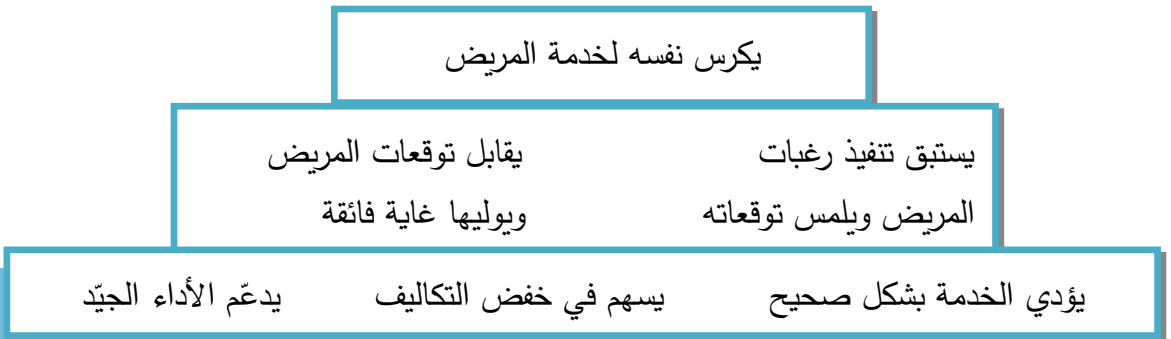 يكرس نفسه لخدمة المريض
يستبق تنفيذ رغبات يقابل توقعات المريض
المريض ويلمس توقعاته ويوليها غاية فائقة
يؤدي الخدمة بشكل صحيح يسهم في خفض التكاليف يدعّم الأداء الجيّد